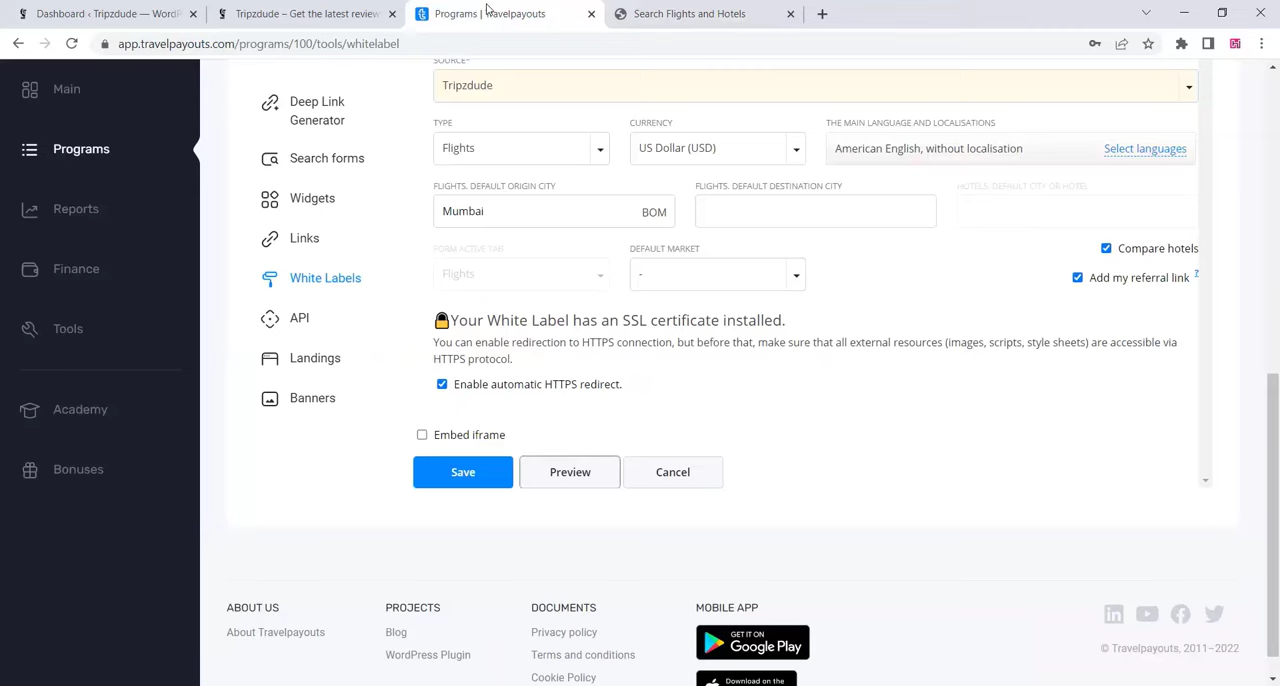 Dashboard ‹ Tripzdude — WordP
Tripzdude – Get the latest review
Programs | Travelpayouts
Search Flights and Hotels
app.travelpayouts.com/programs/100/tools/whitelabel
Main
Programs
Reports
Finance
Tools
Academy
Bonuses
Deep Link
Generator
Search forms
Widgets
Links
White Labels
API
Landings
Banners
SOURCE*
Tripzdude
TYPE
CURRENCY
THE MAIN LANGUAGE AND LOCALISATIONS
Flights
US Dollar (USD)
American English, without localisation
Select languages
FLIGHTS. DEFAULT ORIGIN CITY
FLIGHTS. DEFAULT DESTINATION CITY
HOTELS: DEFAULT CITY OR HOTEL
Mumbai
BOM
FORM ACTIVE TAB
DEFAULT MARKET
Compare hotels
Flights
-
Add my referral link ?
Your White Label has an SSL certificate installed.
You can enable redirection to HTTPS connection, but before that, make sure that all external resources (images, scripts, style sheets) are accessible via
HTTPS protocol.
Enable automatic HTTPS redirect.
Embed iframe
Save
Preview
Cancel
ABOUT US
PROJECTS
DOCUMENTS
MOBILE APP
About Travelpayouts
Blog
Privacy policy
GET IT ON
Google Play
WordPress Plugin
Terms and conditions
© Travelpayouts, 2011–2022
Cookie Policy
Download on the